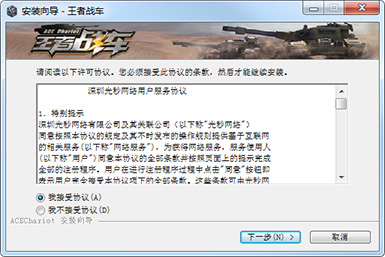 安装向导 - 王者战车
ACE Chariot
王者战车
请阅读以下许可协议。您必须接受此协议的条款，然后才能继续安装。
深圳光秒网络用户服务协议
1. 特别提示
深圳光秒网络有限公司及其关联公司（以下称"光秒网络"）
同意按照本协议的规定及其不时发布的操作规则提供基于互联网
的相关服务(以下称"网络服务")，为获得网络服务，服务使用人
(以下称"用户")同意本协议的全部条款并按照页面上的提示完成
全部的注册程序。用户在进行注册程序过程中点击"同意"按钮即
表示用户完全接受本协议项下的全部条款。这些条款可由光秒网
我接受协议(A)
我不接受协议(D)
ACEChariot 安装向导
下一步(N) >
取消